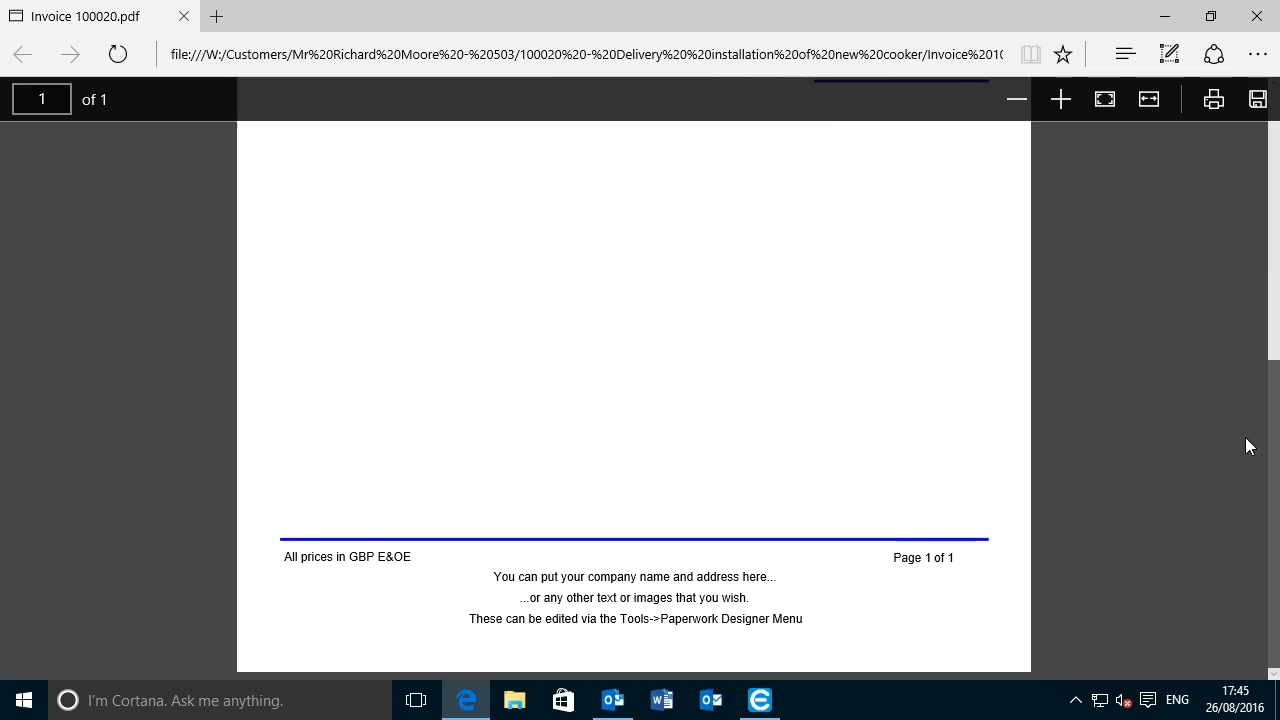 Invoice 100020.pdf
file:///W:/Customers/Mr%20Richard%20Moore%20-%20503/100020%20-%20Delivery%20%20installation%20of%20new%20cooker/Invoice%210
1 of 1
All prices in GBP E&OE
Page 1 of 1
You can put your company name and address here...
...or any other text or images that you wish.
These can be edited via the Tools->Paperwork Designer Menu
I'm Cortana. Ask me anything.
ENG
17:45
26/08/2016